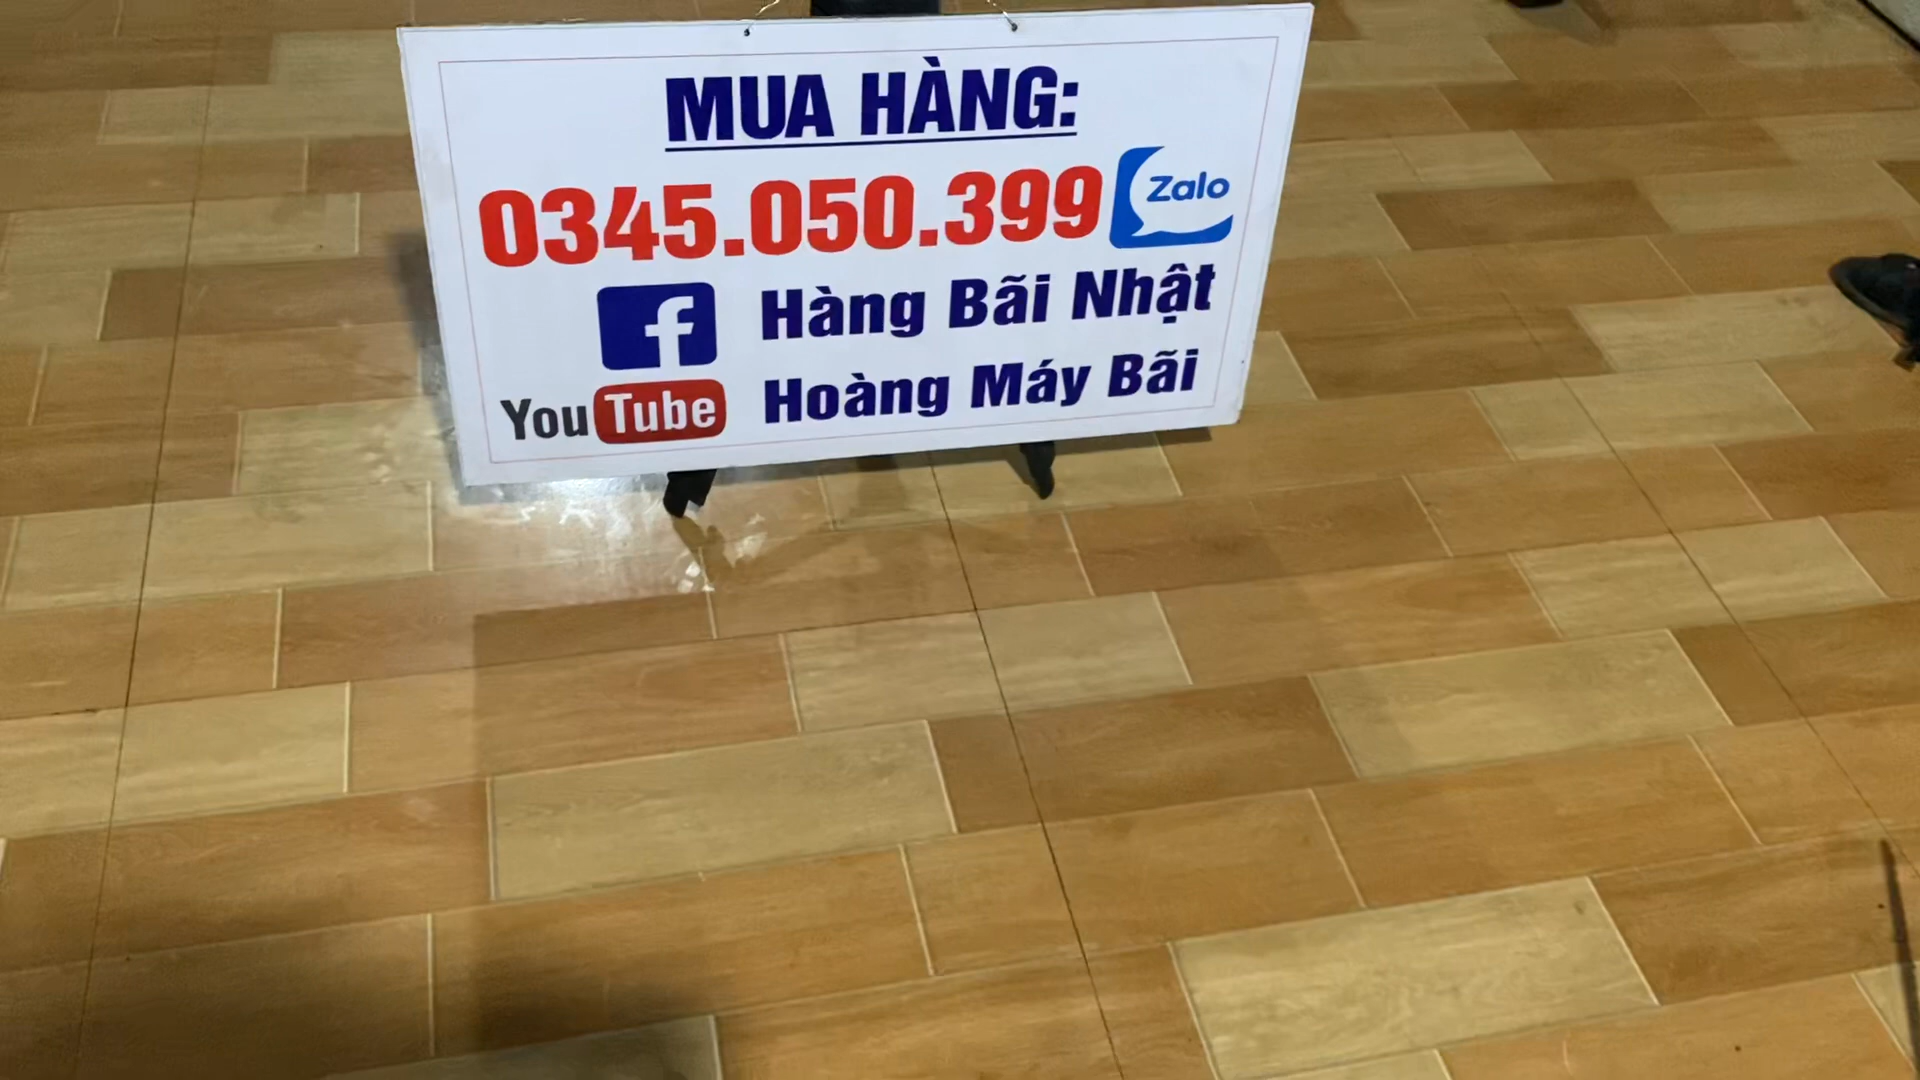 MUA HÀNG:
0345.050.399 Zalo
f Hàng Bãi Nhật
YouTube Hoàng Máy Bãi